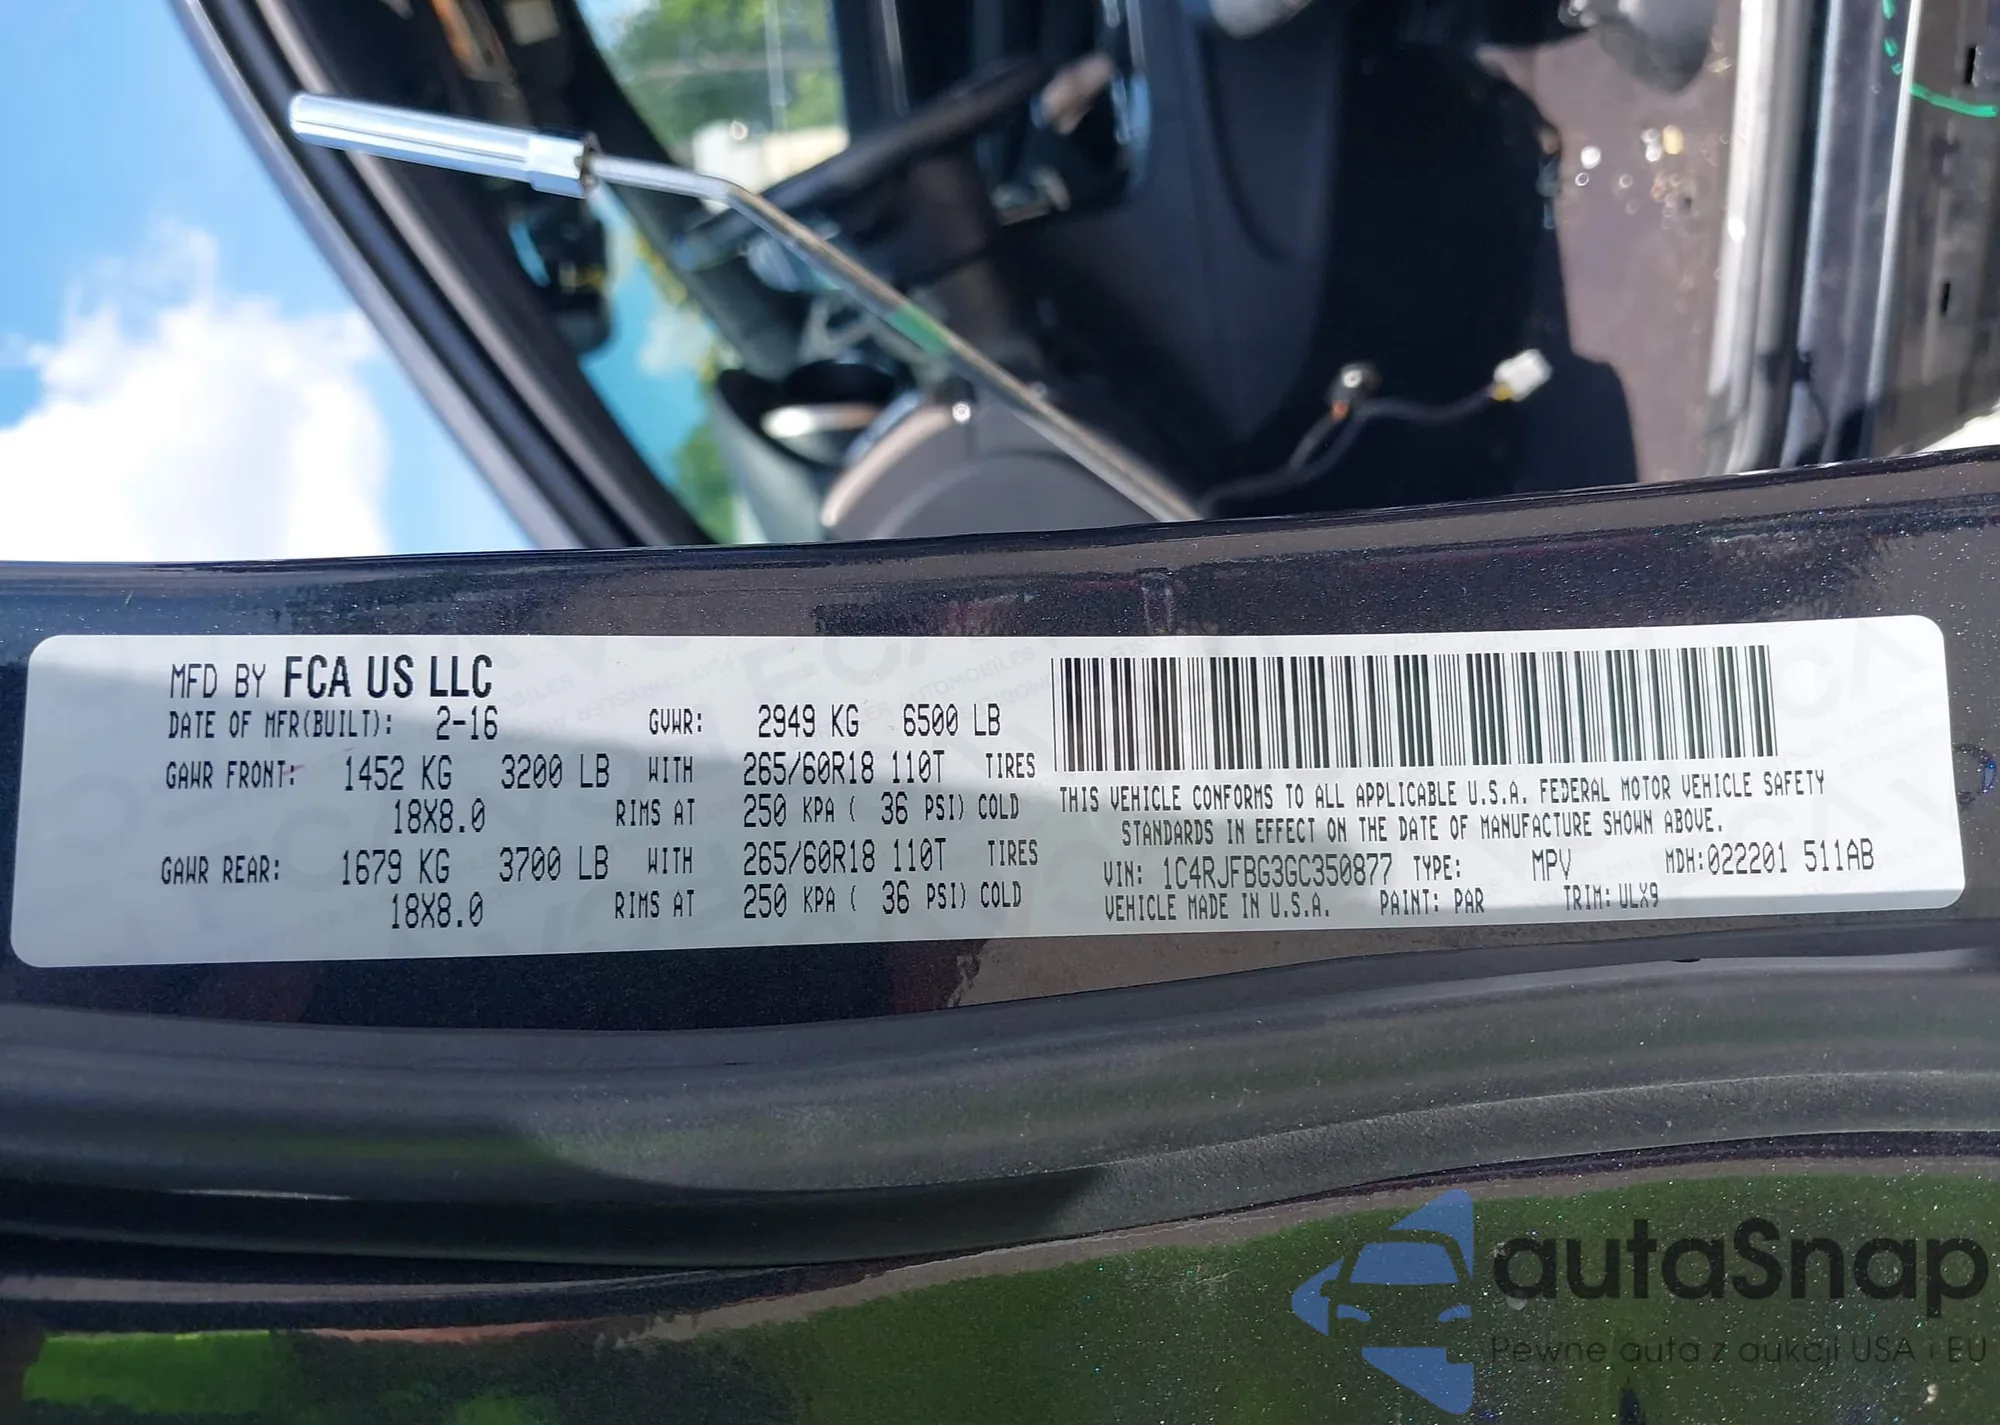 MFD BY FCA US LLC
DATE OF MFR(BUILT): 2-16 GVWR: 2949 KG 6500 LB
GAWR FRONT: 1452 KG 3200 LB WITH 265/60R18 110T TIRES
18X8.0 RIMS AT 250 KPA ( 36 PSI) COLD
GAWR REAR: 1679 KG 3700 LB WITH 265/60R18 110T TIRES
18X8.0 RIMS AT 250 KPA ( 36 PSI) COLD
THIS VEHICLE CONFORMS TO ALL APPLICABLE U.S.A. FEDERAL MOTOR VEHICLE SAFETY
STANDARDS IN EFFECT ON THE DATE OF MANUFACTURE SHOWN ABOVE.
VIN: 1C4RJFBG3GC350877 TYPE: MPV MDH:022201 511AB
VEHICLE MADE IN U.S.A. PAINT: PAR TRIM: ULX9
autaSnap
Pewne auta z aukcji USA i EU